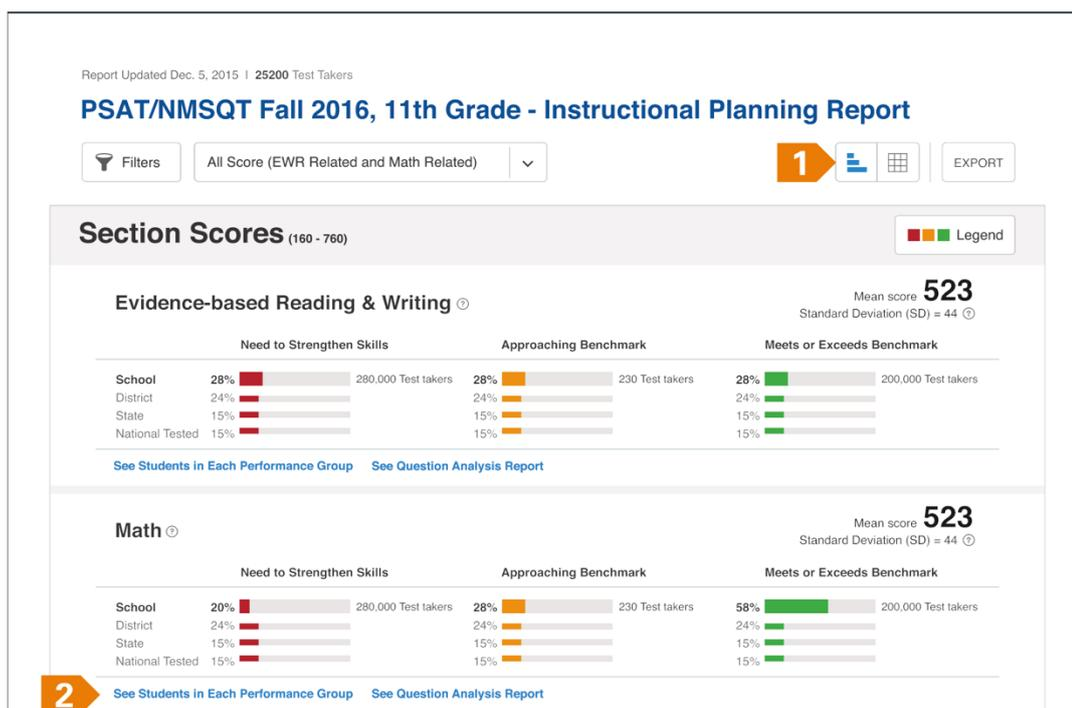 Report Updated Dec. 5, 2015 | 25200 Test Takers
PSAT/NMSQT Fall 2016, 11th Grade - Instructional Planning Report
Filters All Score (EWR Related and Math Related) 1 EXPORT
Section Scores (160 - 760) Legend
Evidence-based Reading & Writing ? Mean score 523
Standard Deviation (SD) = 44 ?
Need to Strengthen Skills Approaching Benchmark Meets or Exceeds Benchmark
School 28% 280,000 Test takers 28% 230 Test takers 28% 200,000 Test takers
District 24% 24% 24%
State 15% 15% 15%
National Tested 15% 15% 15%
See Students in Each Performance Group See Question Analysis Report
Math ? Mean score 523
Standard Deviation (SD) = 44 ?
Need to Strengthen Skills Approaching Benchmark Meets or Exceeds Benchmark
School 20% 280,000 Test takers 28% 230 Test takers 58% 200,000 Test takers
District 24% 24% 24%
State 15% 15% 15%
National Tested 15% 15% 15%
2 See Students in Each Performance Group See Question Analysis Report